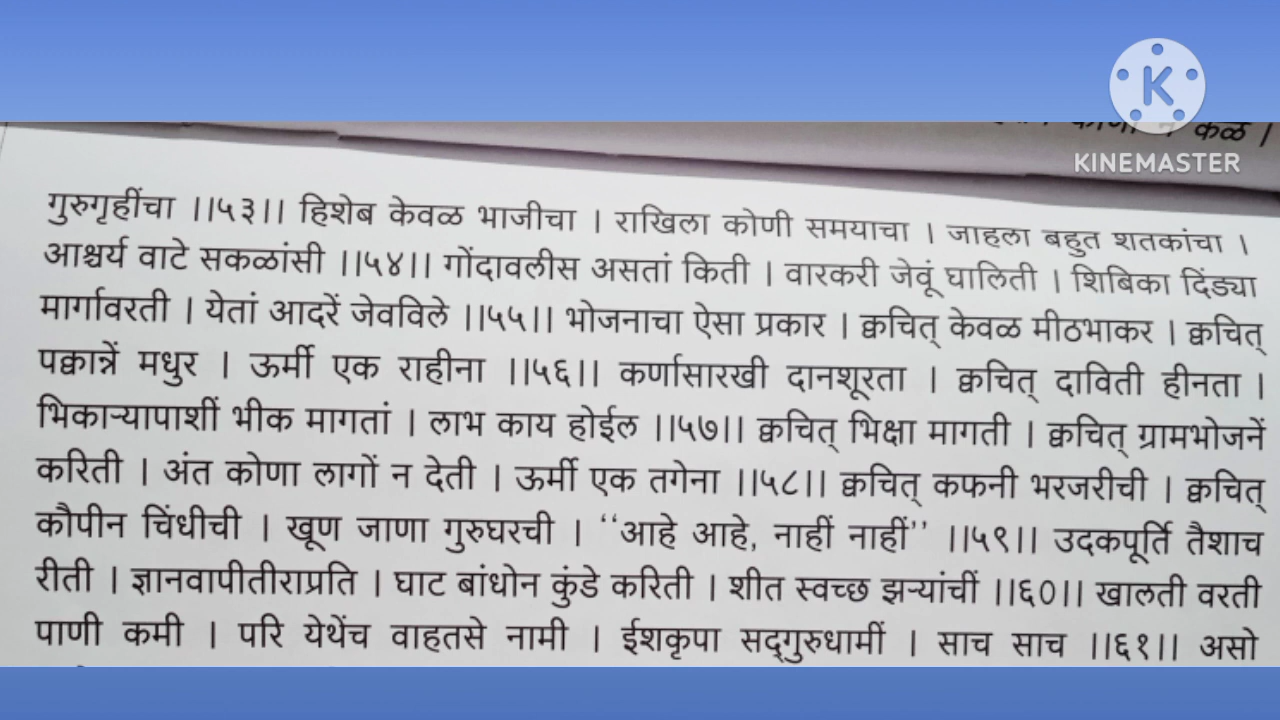 कळे ।
KINEMASTER
गुरुगृहींचा ।।५३।। हिशेब केवळ भाजीचा । राखिला कोणी समयाचा । जाहला बहुत शतकांचा ।
आश्चर्य वाटे सकळांसी ।।५४।। गोंदावलीस असतां किती । वारकरी जेवूं घालिती । शिबिका दिंड्या
मार्गावरती । येतां आदरें जेवविले ।।५५।। भोजनाचा ऐसा प्रकार । क्वचित् केवळ मीठभाकर । क्वचित्
पक्वान्नें मधुर । ऊर्मी एक राहीना ।।५६।। कर्णासारखी दानशूरता । क्वचित् दाविती हीनता ।
भिकाऱ्यापाशीं भीक मागतां । लाभ काय होईल ।।५७।। क्वचित् भिक्षा मागती । क्वचित् ग्रामभोजनें
करिती । अंत कोणा लागों न देती । ऊर्मी एक तगेना ।।५८।। क्वचित् कफनी भरजरीची । क्वचित्
कौपीन चिंधीची । खूण जाणा गुरुघरची । ‘‘आहे आहे, नाहीं नाहीं’’ ।।५९।। उदकपूर्ति तैशाच
रीती । ज्ञानवापीतीराप्रति । घाट बांधोन कुंडे करिती । शीत स्वच्छ झऱ्यांचीं ।।६०।। खालती वरती
पाणी कमी । परि येथेंच वाहतसे नामी । ईशकृपा सद्‌गुरुधामीं । साच साच ।।६१।। असो